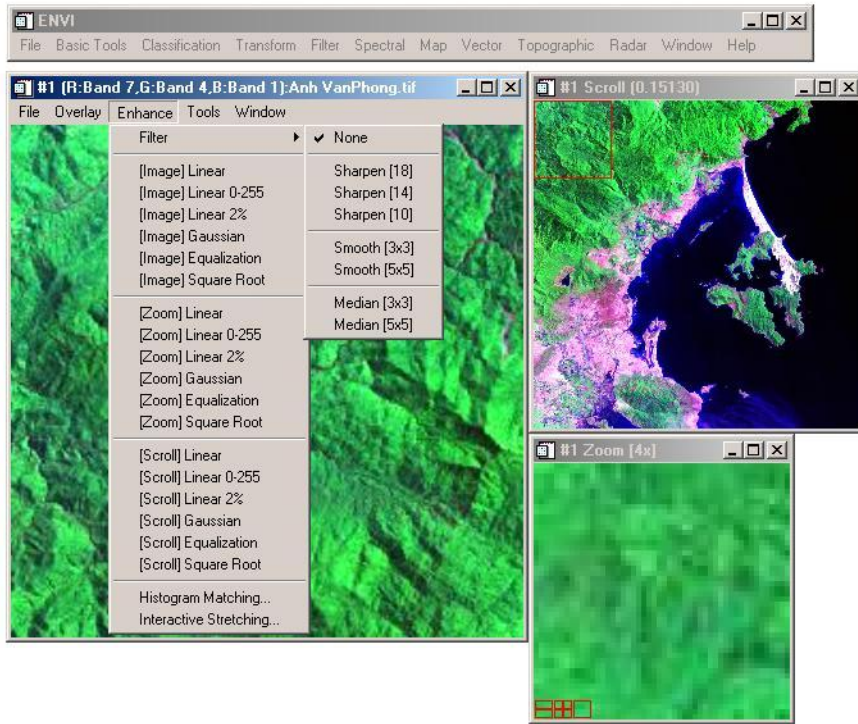 ENVI
File Basic Tools Classification Transform Filter Spectral Map Vector Topographic Radar Window Help
#1 (R:Band 7,G:Band 4,B:Band 1):Anh VanPhong.tif
File Overlay Enhance Tools Window
Filter
[Image] Linear
[Image] Linear 0-255
[Image] Linear 2%
[Image] Gaussian
[Image] Equalization
[Image] Square Root
[Zoom] Linear
[Zoom] Linear 0-255
[Zoom] Linear 2%
[Zoom] Gaussian
[Zoom] Equalization
[Zoom] Square Root
[Scroll] Linear
[Scroll] Linear 0-255
[Scroll] Linear 2%
[Scroll] Gaussian
[Scroll] Equalization
[Scroll] Square Root
Histogram Matching...
Interactive Stretching...
None
Sharpen [18]
Sharpen [14]
Sharpen [10]
Smooth [3x3]
Smooth [5x5]
Median [3x3]
Median [5x5]
#1 Scroll (0.15130)
#1 Zoom [4x]